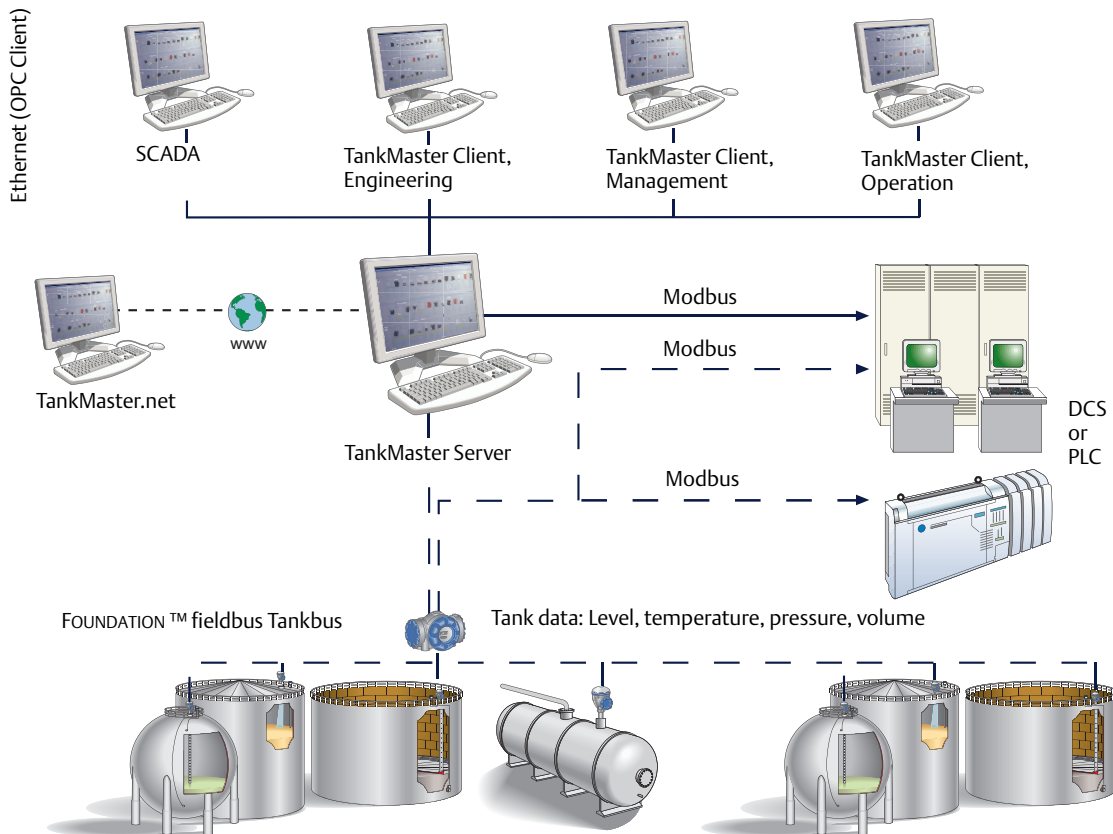 Ethernet (OPC Client)
SCADA
TankMaster Client,
Engineering
TankMaster Client,
Management
TankMaster Client,
Operation
www
TankMaster.net
TankMaster Server
Modbus
Modbus
Modbus
DCS
or
PLC
FOUNDATION ™ fieldbus Tankbus
Tank data: Level, temperature, pressure, volume